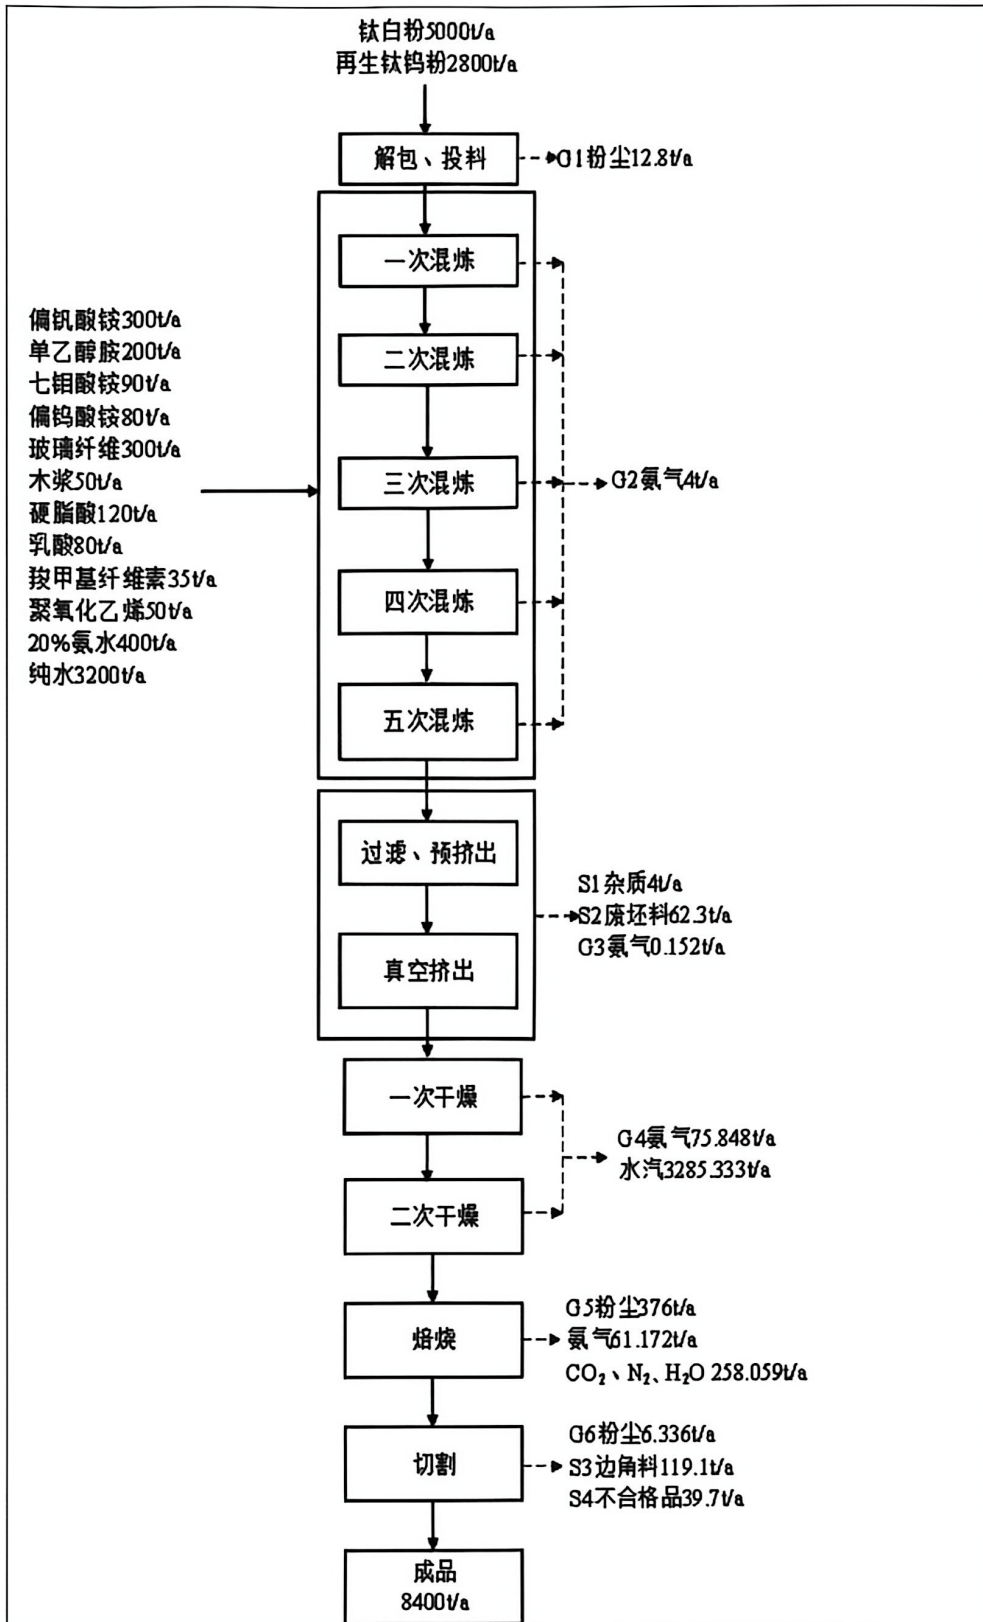 钛白粉5000t/a
再生钛钨粉2800t/a
解包、投料
G1粉尘12.8t/a
一次混炼
偏钒酸铵300t/a
单乙醇胺200t/a
七钼酸铵90t/a
偏钨酸铵80t/a
玻璃纤维300t/a
木浆50t/a
硬脂酸120t/a
乳酸80t/a
羧甲基纤维素35t/a
聚氧化乙烯50t/a
20%氨水400t/a
纯水3200t/a
二次混炼
三次混炼
G2氨气4t/a
四次混炼
五次混炼
过滤、预挤出
真空挤出
S1杂质4t/a
S2废坯料62.3t/a
G3氨气0.152t/a
一次干燥
二次干燥
G4氨气75.848t/a
水汽3285.333t/a
焙烧
G5粉尘376t/a
氨气61.172t/a
CO₂、N₂、H₂O 258.059t/a
切割
G6粉尘6.336t/a
S3边角料119.1t/a
S4不合格品39.7t/a
成品
8400t/a